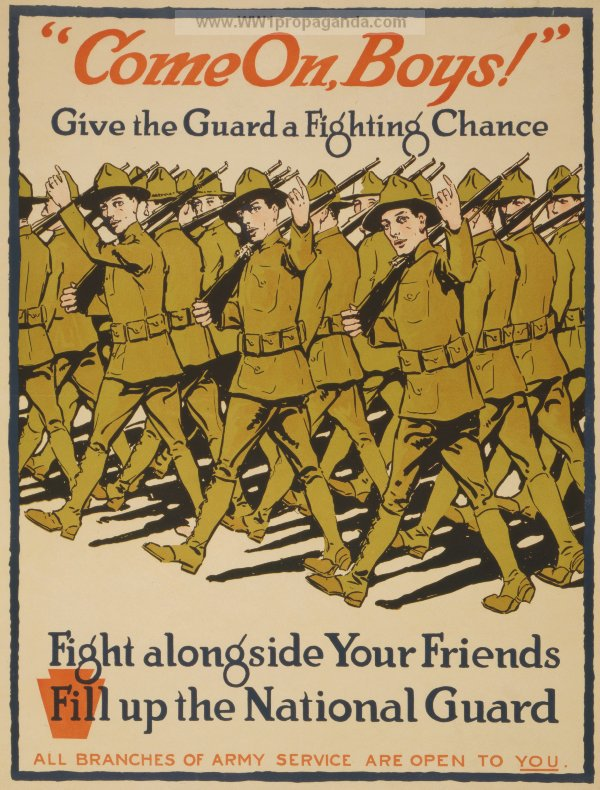 www.WW1propaganda.com
"Come On, Boys!"
Give the Guard a Fighting Chance
Fight alongside Your Friends
Fill up the National Guard
ALL BRANCHES OF ARMY SERVICE ARE OPEN TO YOU.